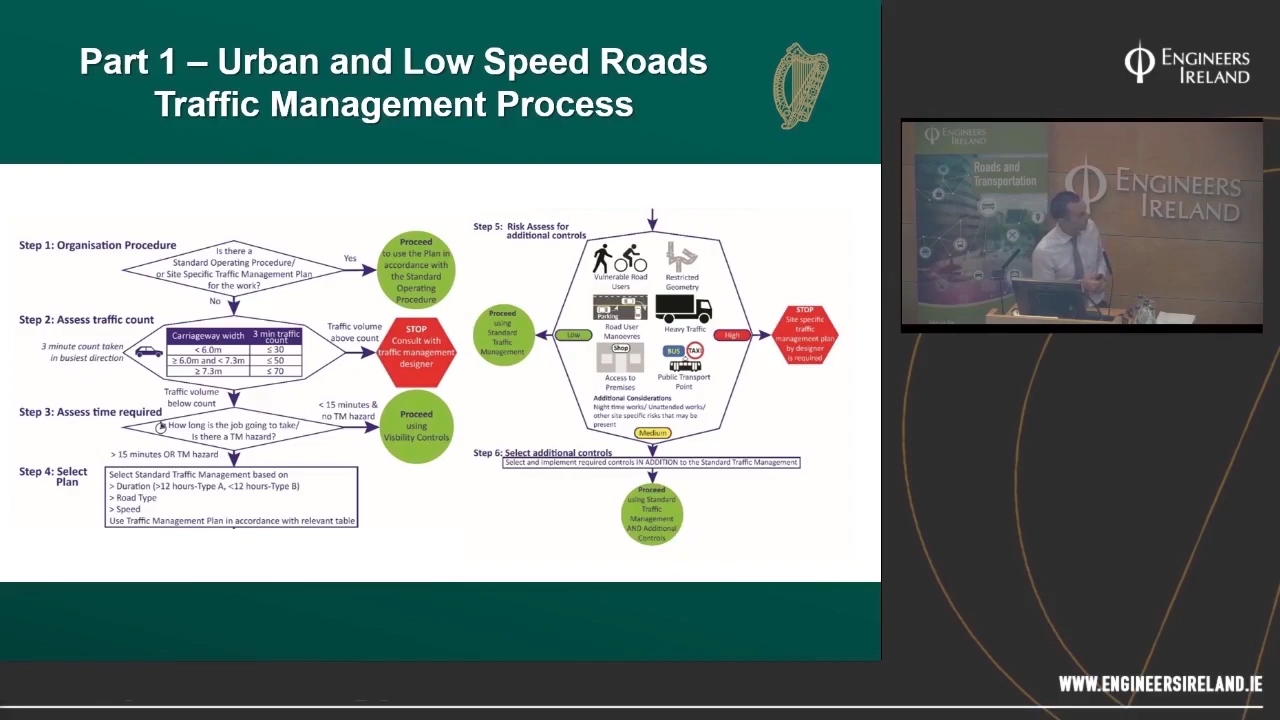 Part 1 – Urban and Low Speed Roads
Traffic Management Process
Step 1: Organisation Procedure
Is there a
Standard Operating Procedure/
or Site Specific Traffic Management Plan
for the work?
Yes
Proceed
to use the Plan in
accordance with
the Standard
Operating
Procedure
No
Step 2: Assess traffic count
3 minute count taken
in busiest direction
Carriageway width
3 min traffic
count
< 6.0m
≤ 30
≥ 6.0m and < 7.3m
≤ 50
≥ 7.3m
≤ 70
Traffic volume
above count
STOP
Consult with
traffic management
designer
Traffic volume
below count
Step 3: Assess time required
How long is the job going to take/
Is there a TM hazard?
< 15 minutes &
no TM hazard
Proceed
using
Visibility Controls
> 15 minutes OR TM hazard
Step 4: Select
Plan
Select Standard Traffic Management based on
> Duration (>12 hours-Type A, <12 hours-Type B)
> Road Type
> Speed
Use Traffic Management Plan in accordance with relevant table
Step 5: Risk Assess for
additional controls
Vulnerable Road
Users
Restricted
Geometry
Parking
Road User
Manoevres
Heavy Traffic
Shop
Access to
Premises
BUS
TAXI
Public Transport
Point
Additional Considerations
Night time works/ Unattended works/
other site specific risks that may be
present
Low
Proceed
using
Standard
Traffic
Management
High
STOP
Site specific
traffic
management plan
by designer
is required
Medium
Step 6: Select additional controls
Select and Implement required controls IN ADDITION to the Standard Traffic Management
Proceed
using Standard
Traffic
Management
AND Additional
Controls
ENGINEERS
IRELAND
ENGINEERS
IRELAND
Roads and
Transportation
ENGINEERS
IRELAND
WWW.ENGINEERSIRELAND.IE